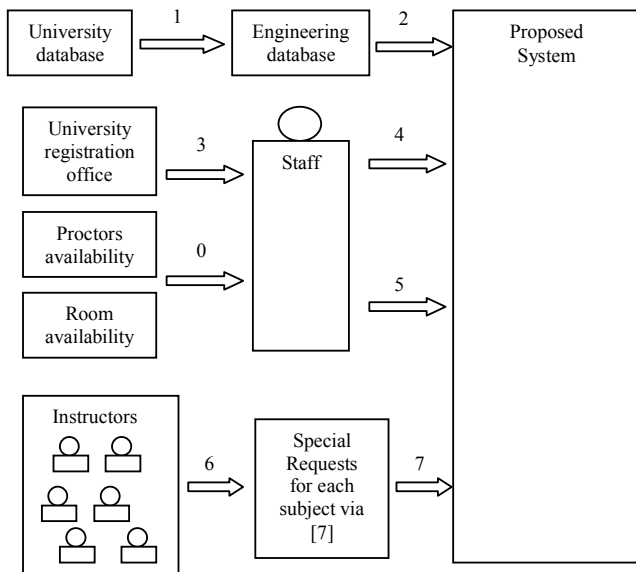 1
2
University
database
Engineering
database
Proposed
System
University
registration
office
3
Staff
4
Proctors
availability
0
Room
availability
5
Instructors
6
Special
Requests
for each
subject via
[7]
7